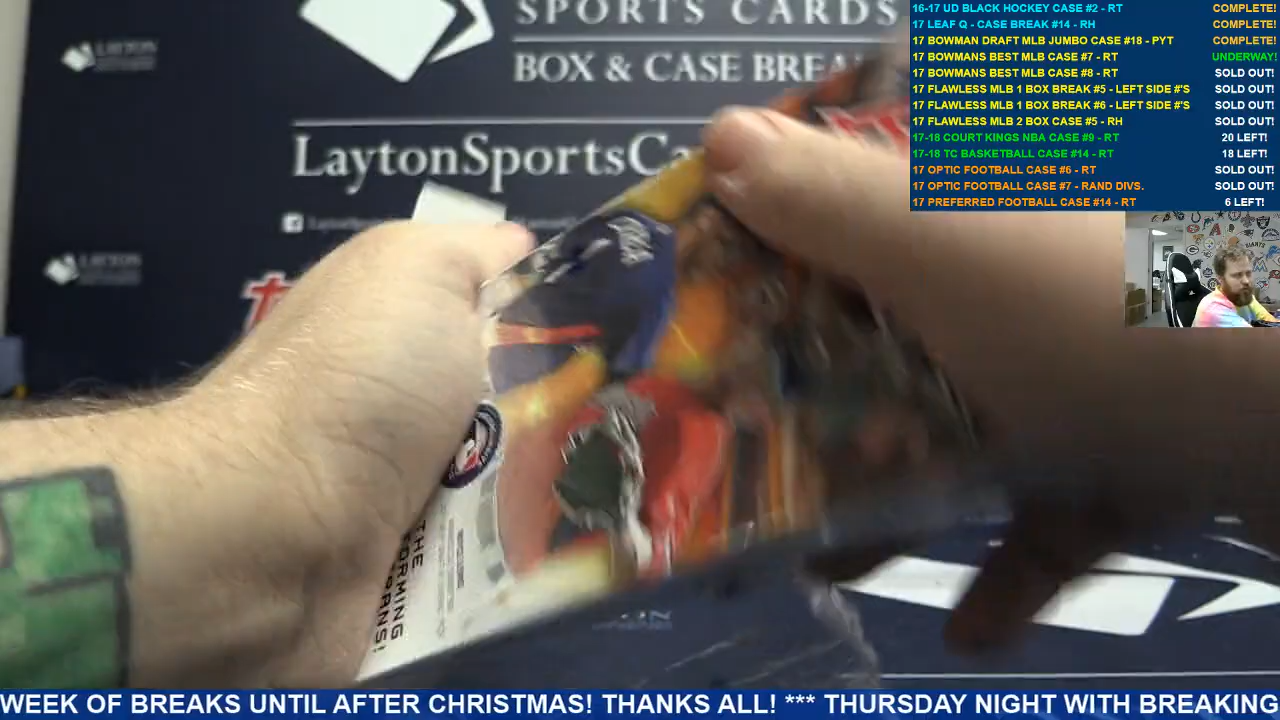 SPORTS CARDS
BOX & CASE BREA
LaytonSportsCa
LAYTON
LAYTON
THE
16-17 UD BLACK HOCKEY CASE #2 - RT COMPLETE!
17 LEAF Q - CASE BREAK #14 - RH COMPLETE!
17 BOWMAN DRAFT MLB JUMBO CASE #18 - PYT COMPLETE!
17 BOWMANS BEST MLB CASE #7 - RT UNDERWAY!
17 BOWMANS BEST MLB CASE #8 - RT SOLD OUT!
17 FLAWLESS MLB 1 BOX BREAK #5 - LEFT SIDE #'S SOLD OUT!
17 FLAWLESS MLB 1 BOX BREAK #6 - LEFT SIDE #'S SOLD OUT!
17 FLAWLESS MLB 2 BOX CASE #5 - RH SOLD OUT!
17-18 COURT KINGS NBA CASE #9 - RT 20 LEFT!
17-18 TC BASKETBALL CASE #14 - RT 18 LEFT!
17 OPTIC FOOTBALL CASE #6 - RT SOLD OUT!
17 OPTIC FOOTBALL CASE #7 - RAND DIVS. SOLD OUT!
17 PREFERRED FOOTBALL CASE #14 - RT 6 LEFT!
WEEK OF BREAKS UNTIL AFTER CHRISTMAS! THANKS ALL! *** THURSDAY NIGHT WITH BREAKING